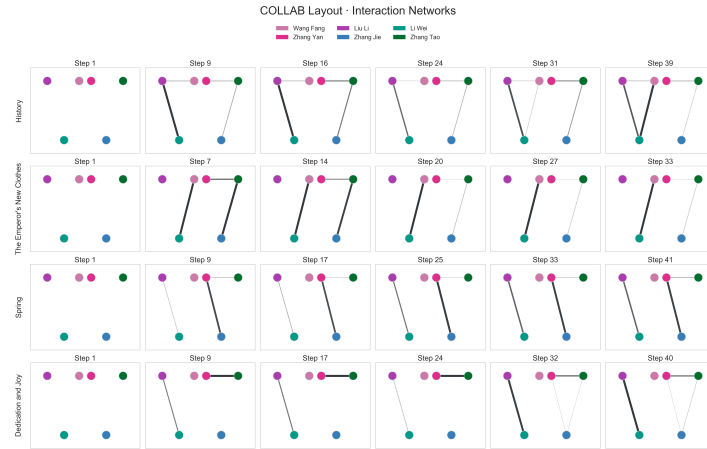 COLLAB Layout · Interaction Networks
Wang Fang Liu Li Li Wei
Zhang Yan Zhang Jie Zhang Tao
Step 1 Step 9 Step 16 Step 24 Step 31 Step 39
History
Step 1 Step 7 Step 14 Step 20 Step 27 Step 33
The Emperor's New Clothes
Step 1 Step 9 Step 17 Step 25 Step 33 Step 41
Spring
Step 1 Step 9 Step 17 Step 24 Step 32 Step 40
Dedication and Joy